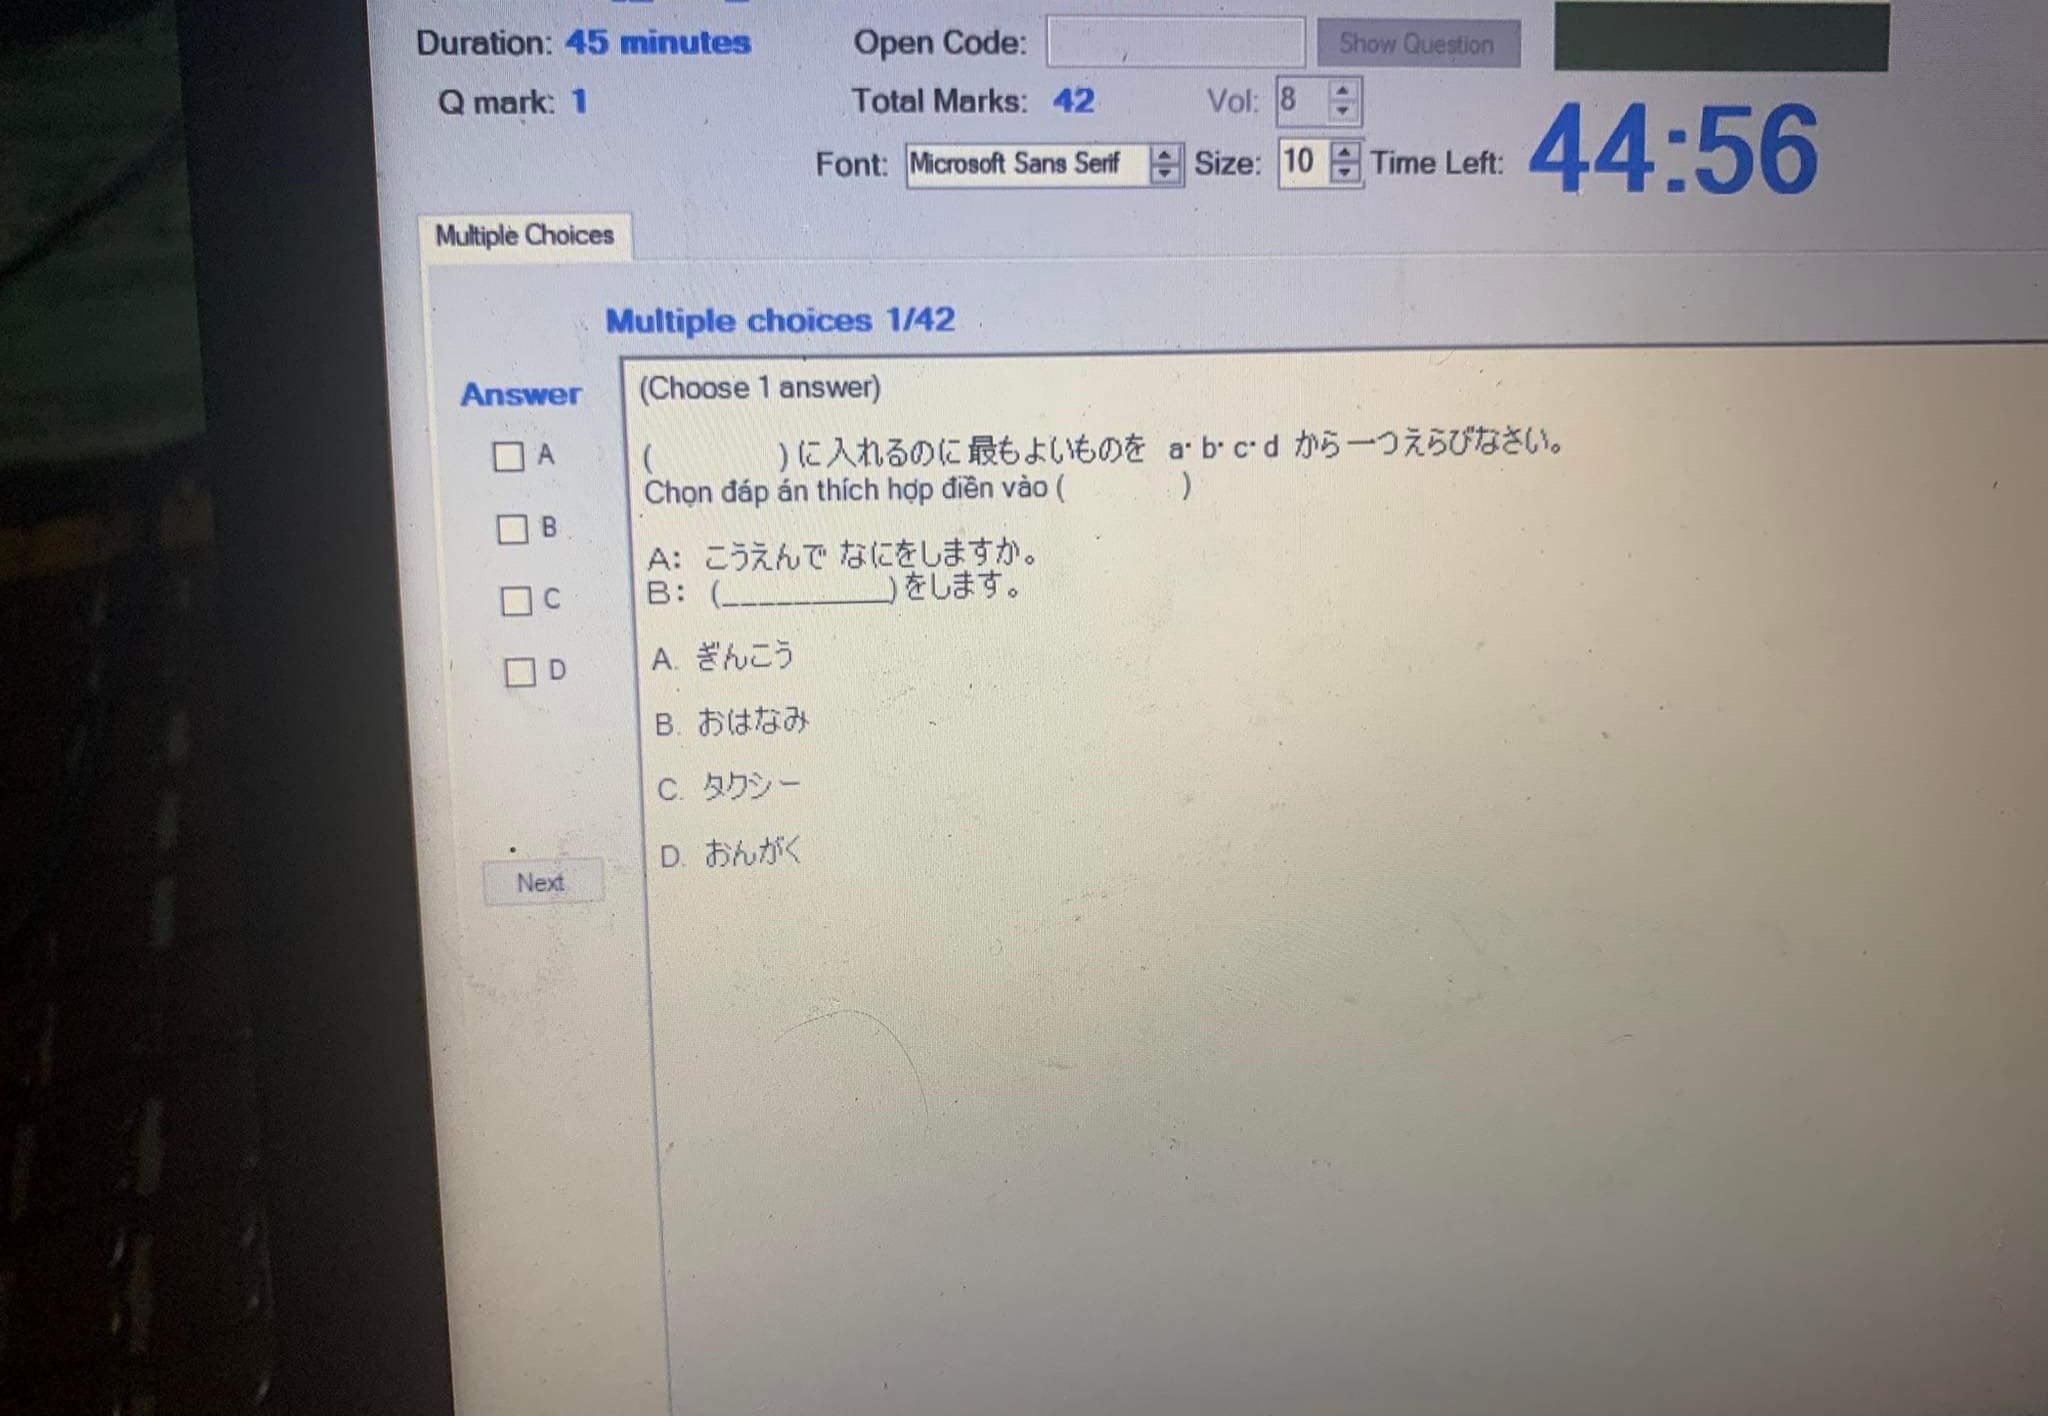 Duration: 45 minutes
Open Code:
Show Question
Q mark: 1
Total Marks: 42
Vol: 8
Font: Microsoft Sans Serif
Size: 10
Time Left: 44:56
Multiple Choices
Multiple choices 1/42
Answer
A
B
C
D
Next
(Choose 1 answer)
( ) に入れるのに最もよいものを a・b・c・d から一つえらびなさい。
Chọn đáp án thích hợp điền vào ( )
A: こうえんで なにをしますか。
B: (__________)をします。
A. ぎんこう
B. おはなみ
C. タクシー
D. おんがく